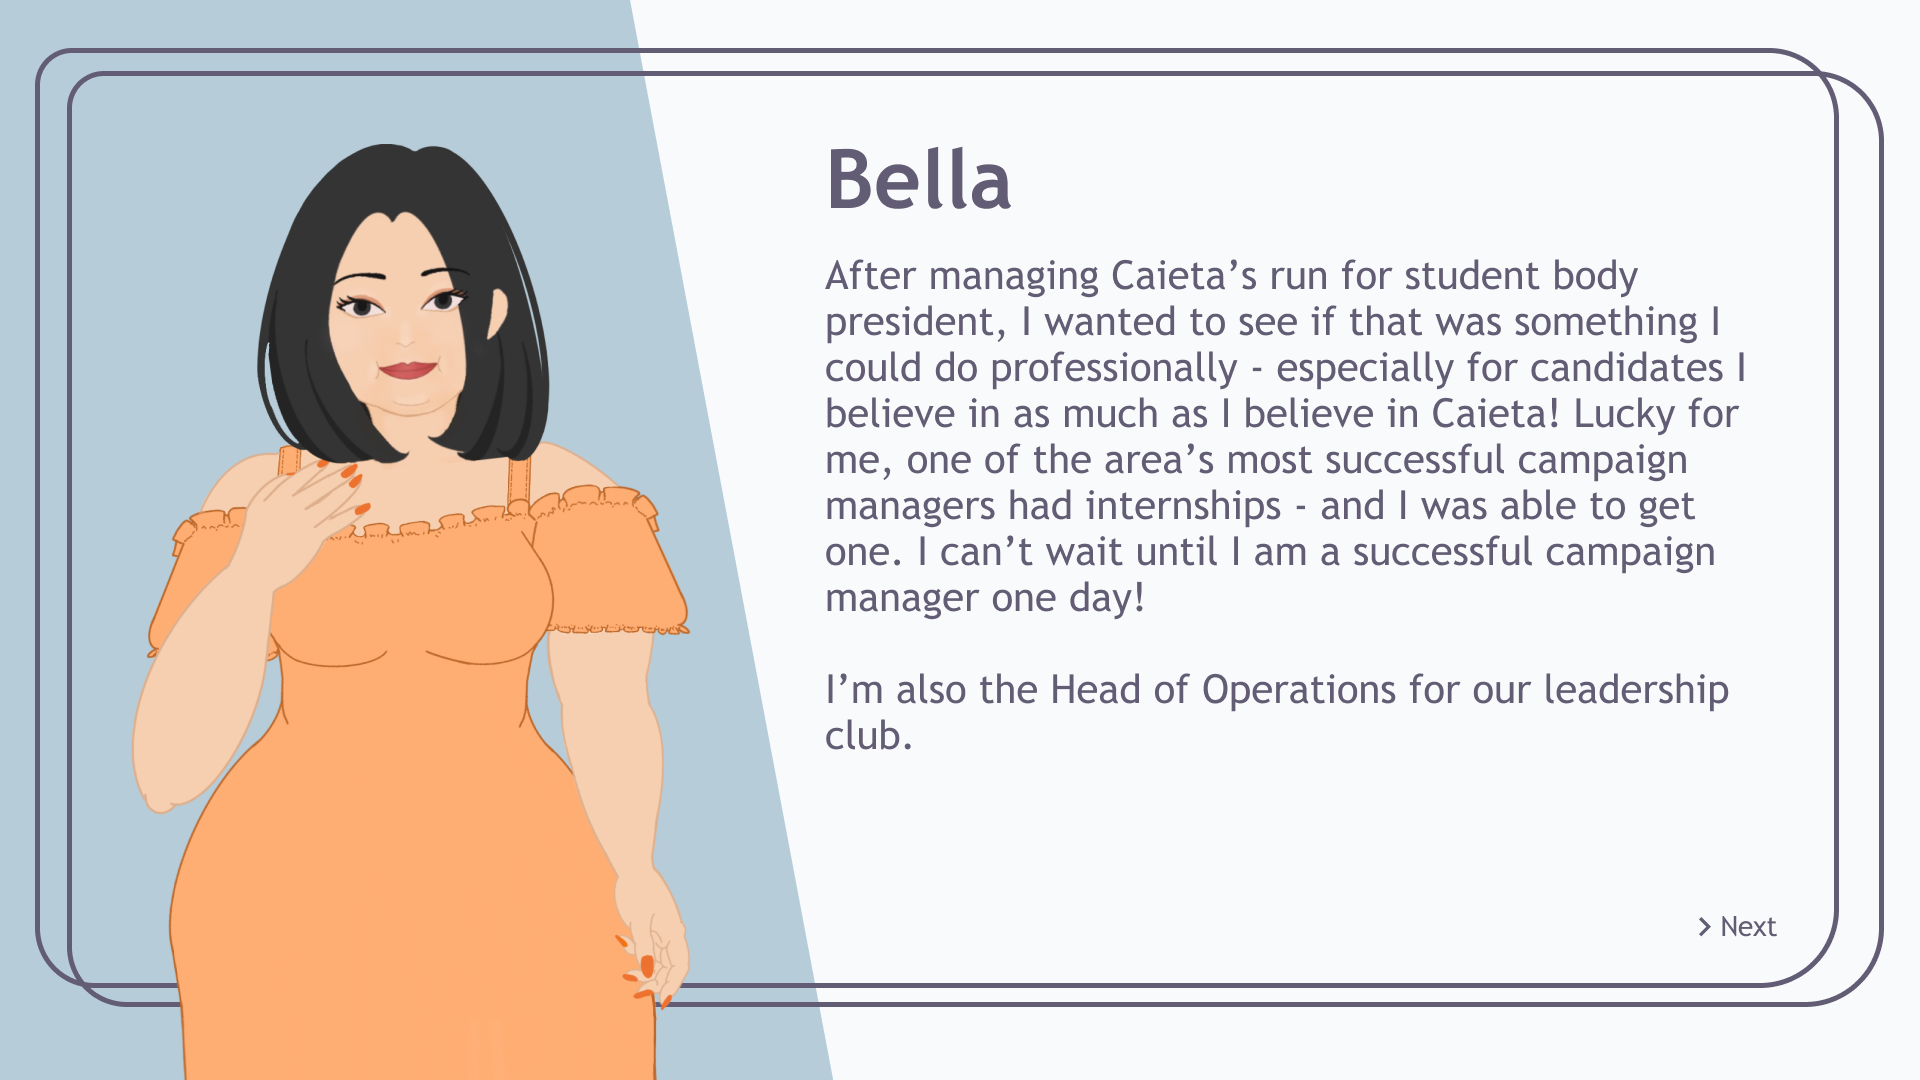 Bella
After managing Caieta’s run for student body
president, I wanted to see if that was something I
could do professionally - especially for candidates I
believe in as much as I believe in Caieta! Lucky for
me, one of the area’s most successful campaign
managers had internships - and I was able to get
one. I can’t wait until I am a successful campaign
manager one day!
I’m also the Head of Operations for our leadership
club.
Next